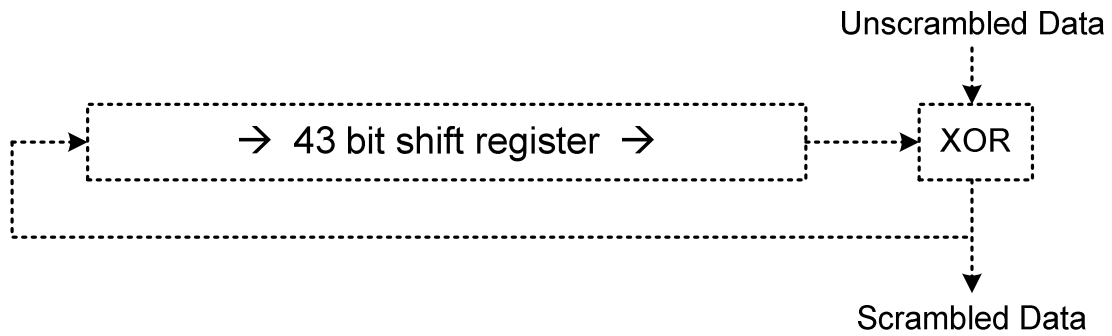 Unscrambled Data
→ 43 bit shift register →
XOR
Scrambled Data